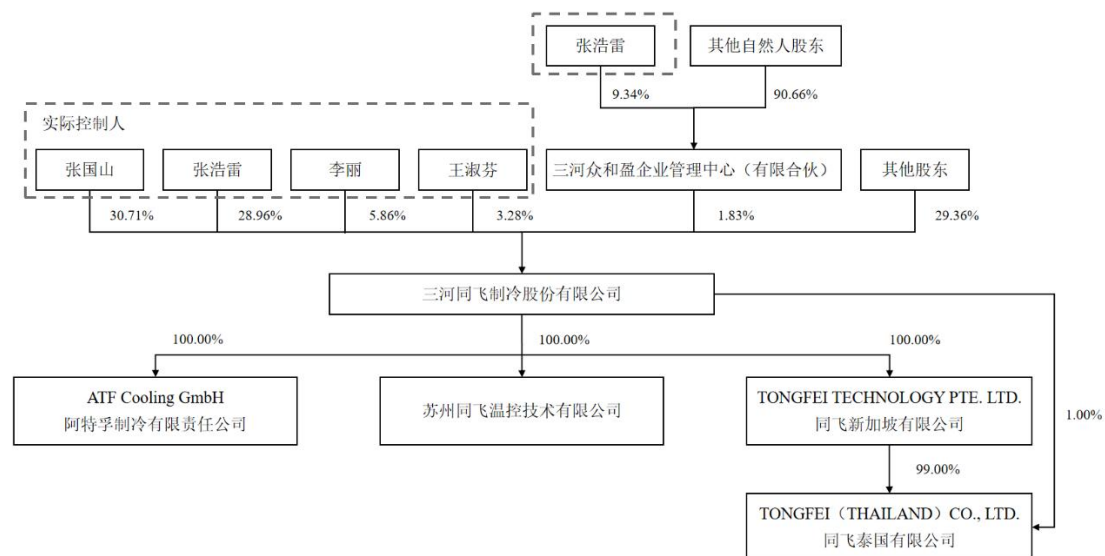 张浩雷
其他自然人股东
9.34%
90.66%
实际控制人
张国山
张浩雷
李丽
王淑芬
三河众和盈企业管理中心（有限合伙）
其他股东
30.71%
28.96%
5.86%
3.28%
1.83%
29.36%
三河同飞制冷股份有限公司
100.00%
100.00%
100.00%
ATF Cooling GmbH
阿特孚制冷有限责任公司
苏州同飞温控技术有限公司
TONGFEI TECHNOLOGY PTE. LTD.
同飞新加坡有限公司
1.00%
99.00%
TONGFEI（THAILAND）CO., LTD.
同飞泰国有限公司